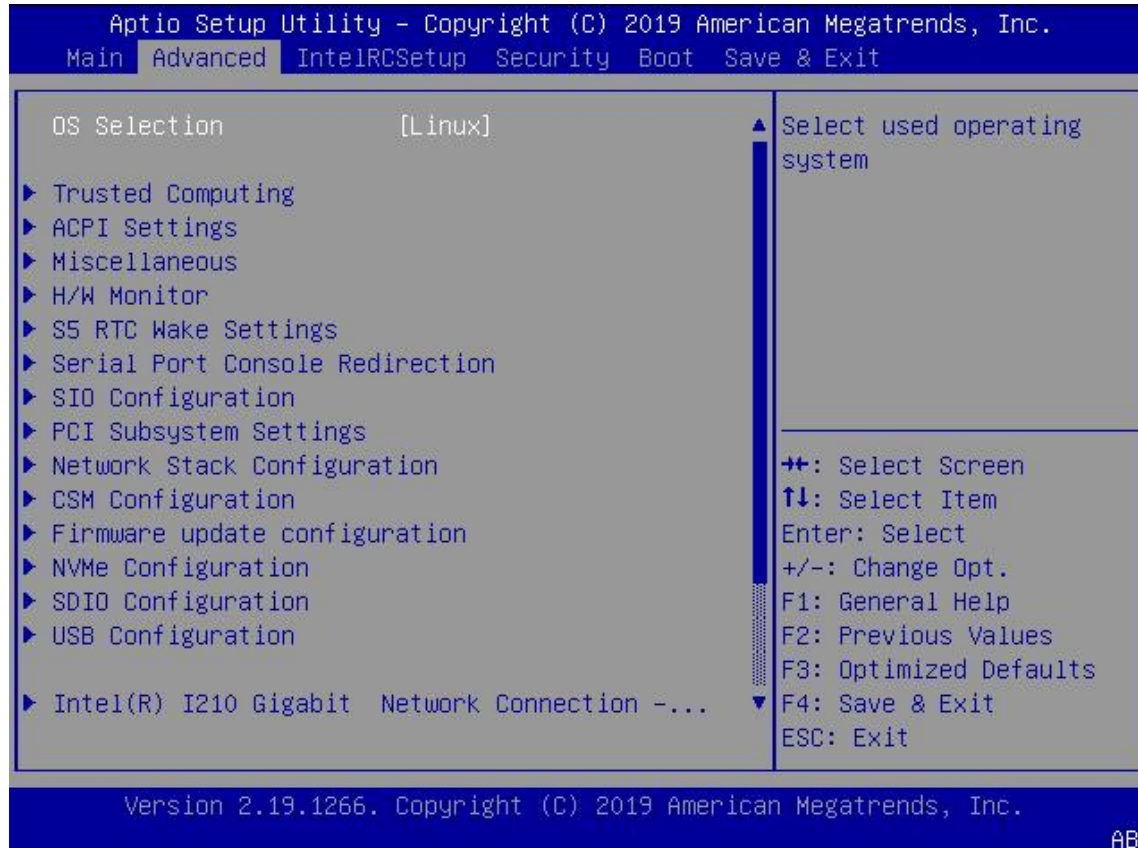 Aptio Setup Utility – Copyright (C) 2019 American Megatrends, Inc.
Main Advanced IntelRCSetup Security Boot Save & Exit
OS Selection [Linux]
▶ Trusted Computing
▶ ACPI Settings
▶ Miscellaneous
▶ H/W Monitor
▶ S5 RTC Wake Settings
▶ Serial Port Console Redirection
▶ SIO Configuration
▶ PCI Subsystem Settings
▶ Network Stack Configuration
▶ CSM Configuration
▶ Firmware update configuration
▶ NVMe Configuration
▶ SDIO Configuration
▶ USB Configuration
▶ Intel(R) I210 Gigabit Network Connection -...
Select used operating
system
→←: Select Screen
↑↓: Select Item
Enter: Select
+/-: Change Opt.
F1: General Help
F2: Previous Values
F3: Optimized Defaults
F4: Save & Exit
ESC: Exit
Version 2.19.1266. Copyright (C) 2019 American Megatrends, Inc.
AB